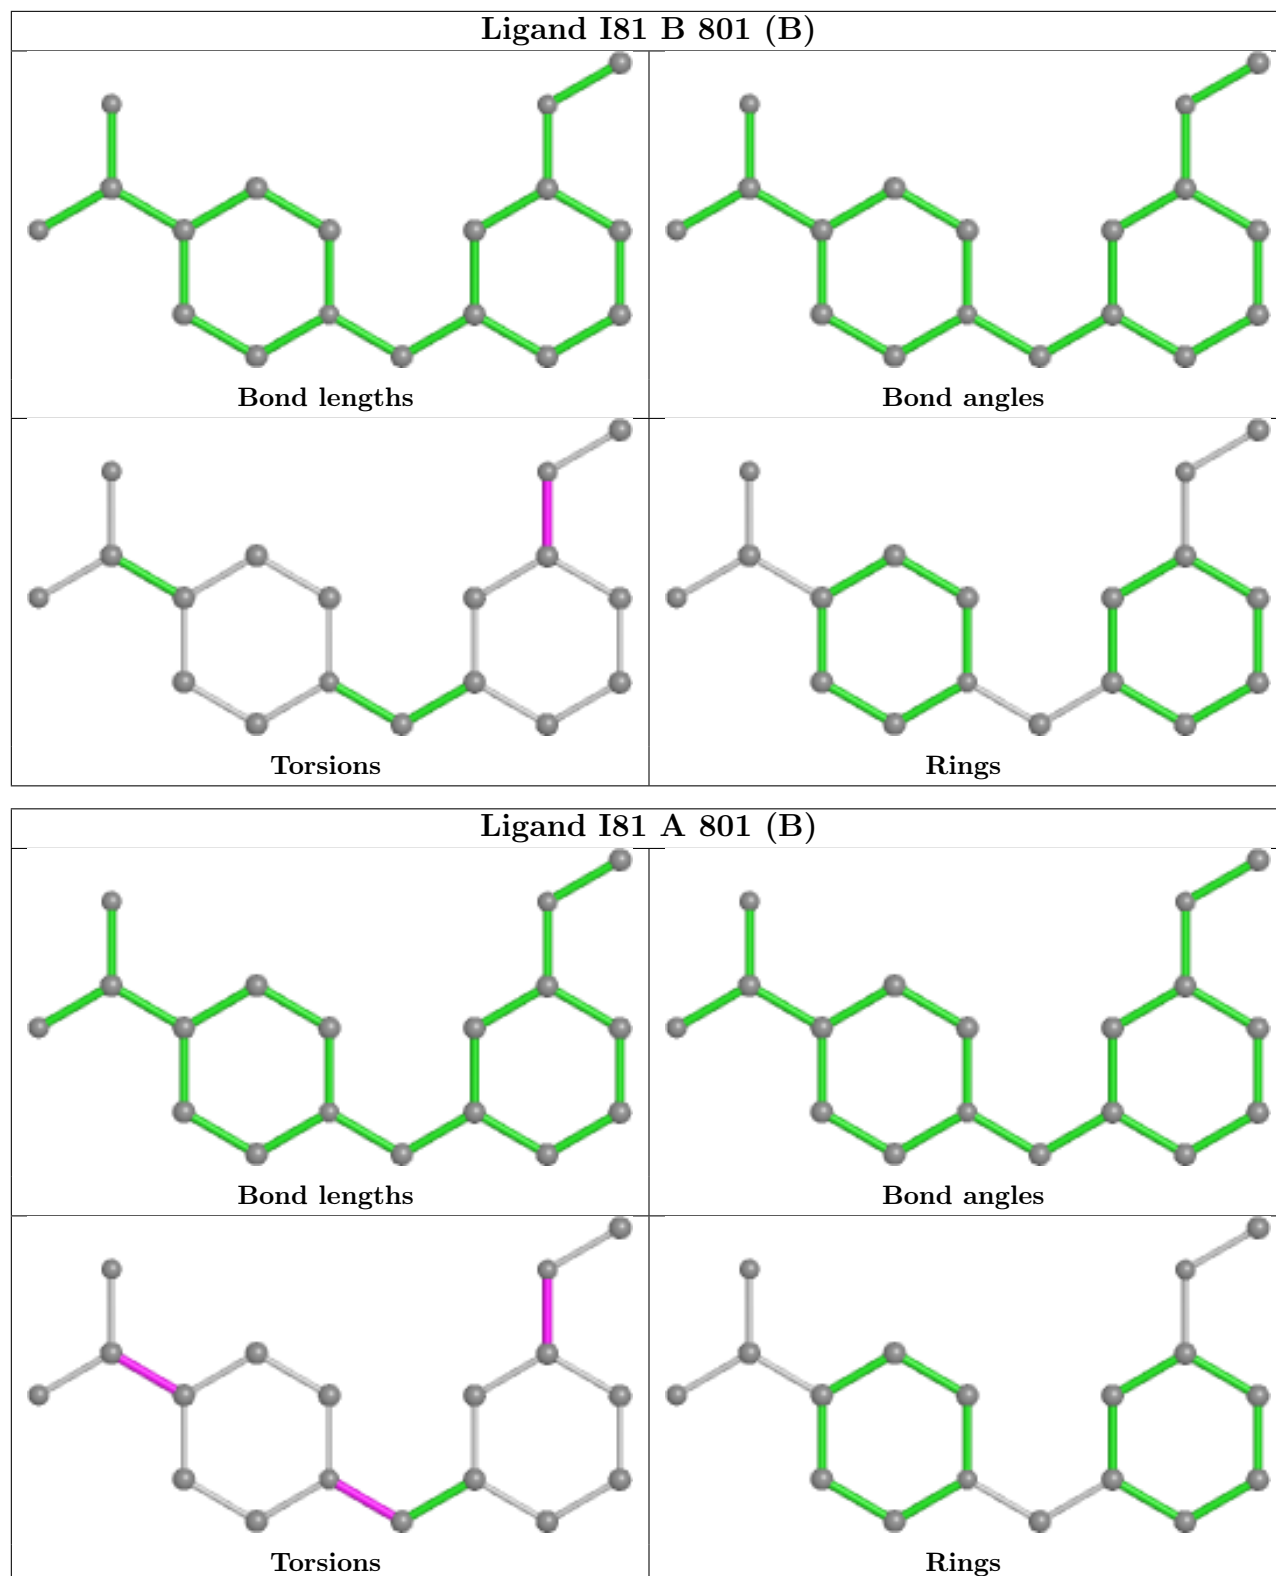 Ligand I81 B 801 (B)
Bond lengths
Bond angles
Torsions
Rings
Ligand I81 A 801 (B)
Bond lengths
Bond angles
Torsions
Rings